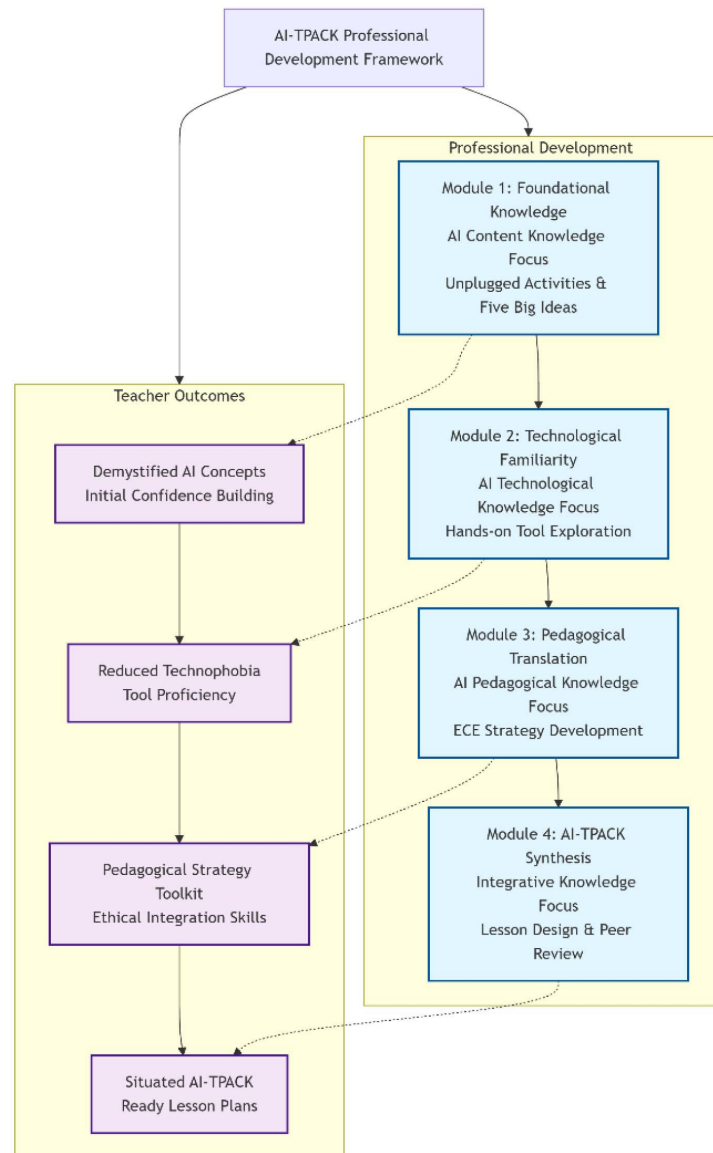 AI-TPACK Professional
Development Framework
Professional Development
Module 1: Foundational
Knowledge
AI Content Knowledge
Focus
Unplugged Activities &
Five Big Ideas
Module 2: Technological
Familiarity
AI Technological
Knowledge Focus
Hands-on Tool Exploration
Module 3: Pedagogical
Translation
AI Pedagogical Knowledge
Focus
ECE Strategy Development
Module 4: AI-TPACK
Synthesis
Integrative Knowledge
Focus
Lesson Design & Peer
Review
Teacher Outcomes
Demystified AI Concepts
Initial Confidence Building
Reduced Technophobia
Tool Proficiency
Pedagogical Strategy
Toolkit
Ethical Integration Skills
Situated AI-TPACK
Ready Lesson Plans